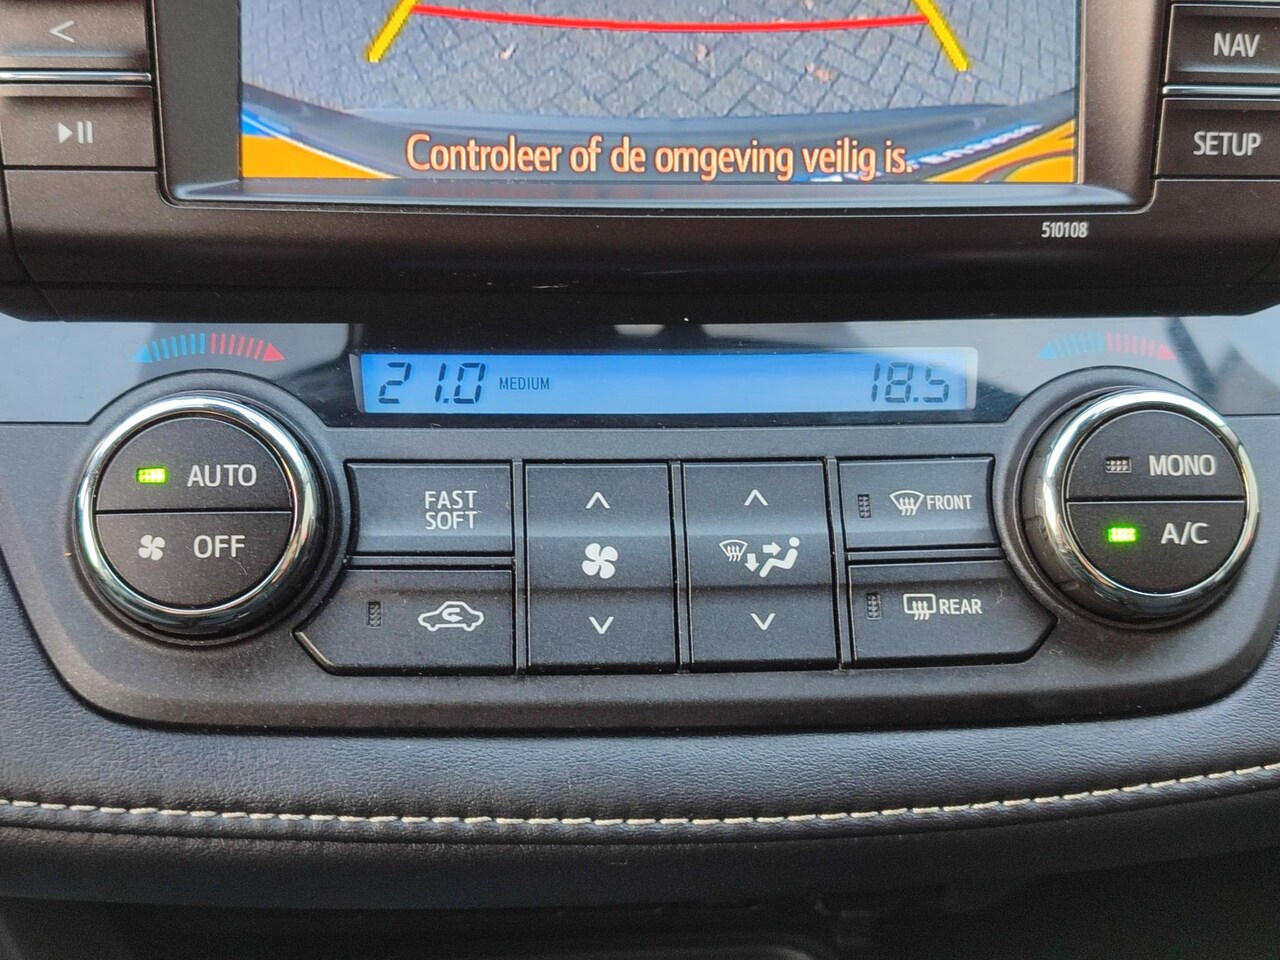 <
NAV
SETUP
Controleer of de omgeving veilig is.
510108
21.0 MEDIUM 18.5
AUTO
OFF
FAST
SOFT
FRONT
REAR
MONO
A/C